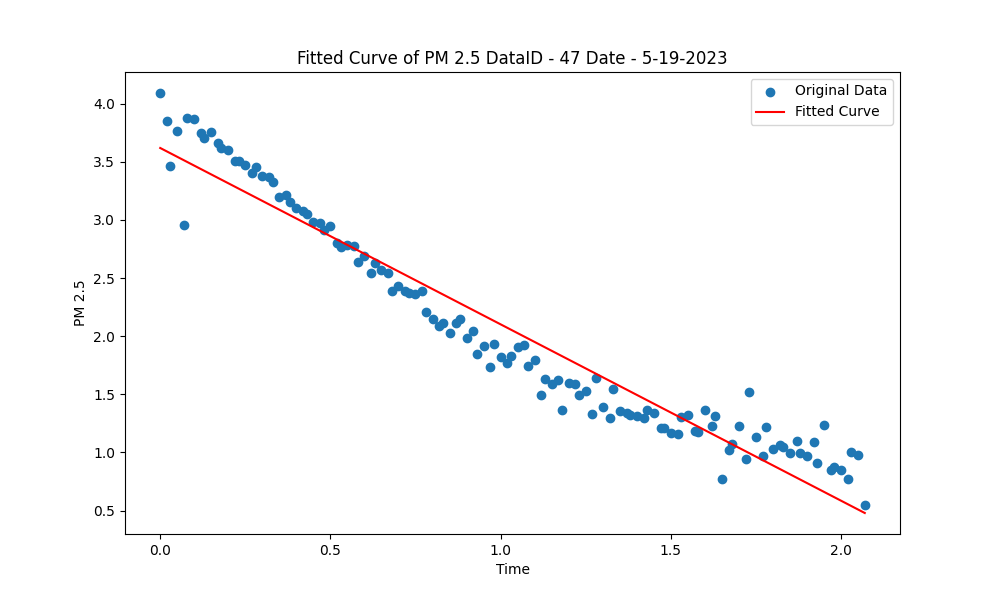 Fitted Curve of PM 2.5 DataID - 47 Date - 5-19-2023
Original Data
Fitted Curve
PM 2.5
4.0
3.5
3.0
2.5
2.0
1.5
1.0
0.5
0.0 0.5 1.0 1.5 2.0
Time